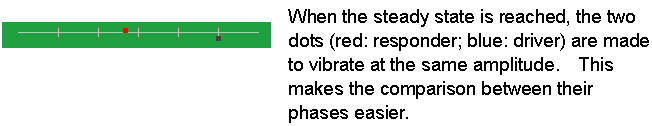 When the steady state is reached, the two
dots (red: responder; blue: driver) are made
to vibrate at the same amplitude.   This
makes the comparison between their
phases easier.